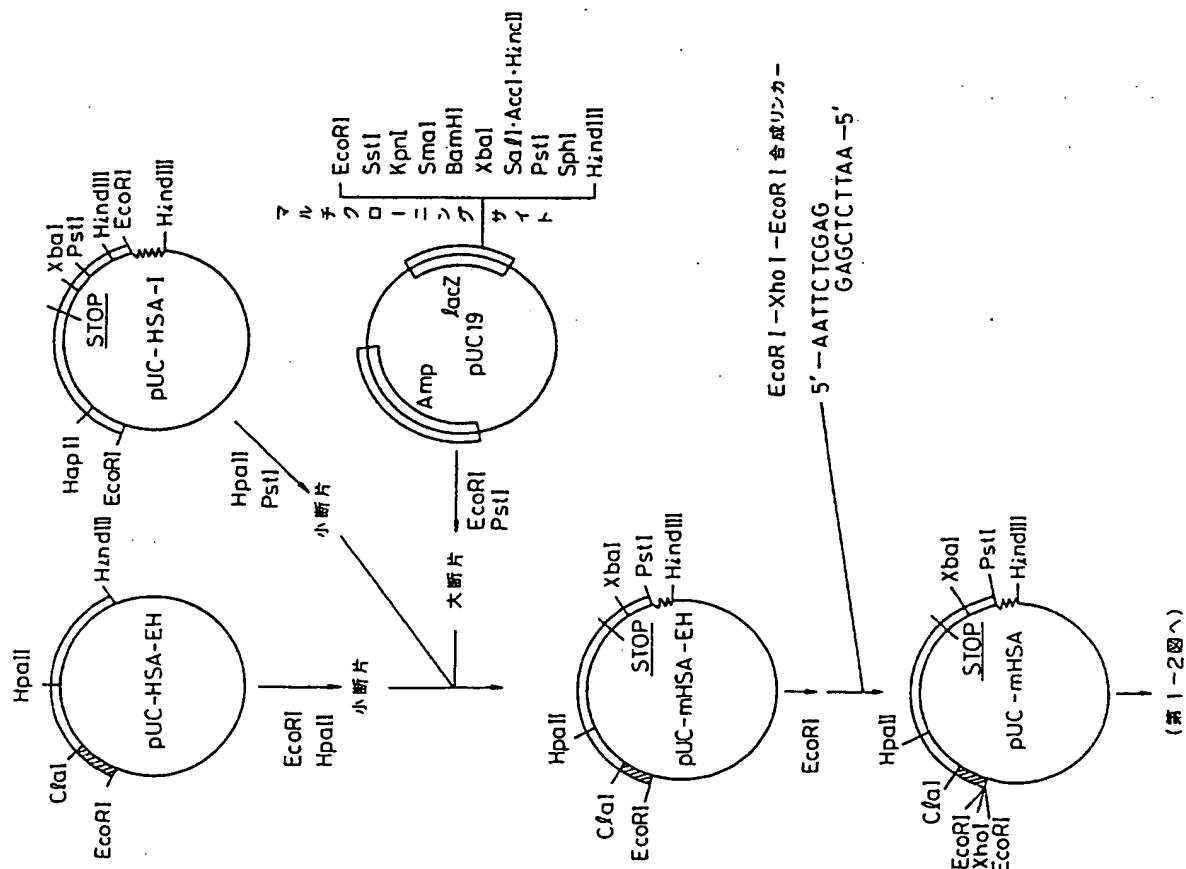 HpaII
ClaI
EcoRI
HindIII
pUC-HSA-EH
EcoRI
HpaII
小断片
HapII
EcoRI
XbaI
PstI
HindIII
EcoRI
HindIII
STOP
pUC-HSA-I
HpaII
PstI
小断片
マルチクローニングサイト
EcoRI
SstI
KpnI
SmaI
BamHI
XbaI
SalI・AccI・HincII
PstI
SphI
HindIII
Amp
lacZ
pUC19
EcoRI
PstI
大断片
HpaII
ClaI
EcoRI
XbaI
PstI
HindIII
STOP
pUC-mHSA-EH
EcoRI
EcoRI-XhoI-EcoRI合成リンカー
5′-AATTCTCGAG
GAGCTCTTAA-5′
HpaII
ClaI
EcoRI
XhoI
EcoRI
XbaI
PstI
HindIII
STOP
pUC-mHSA
(第1-2図へ)